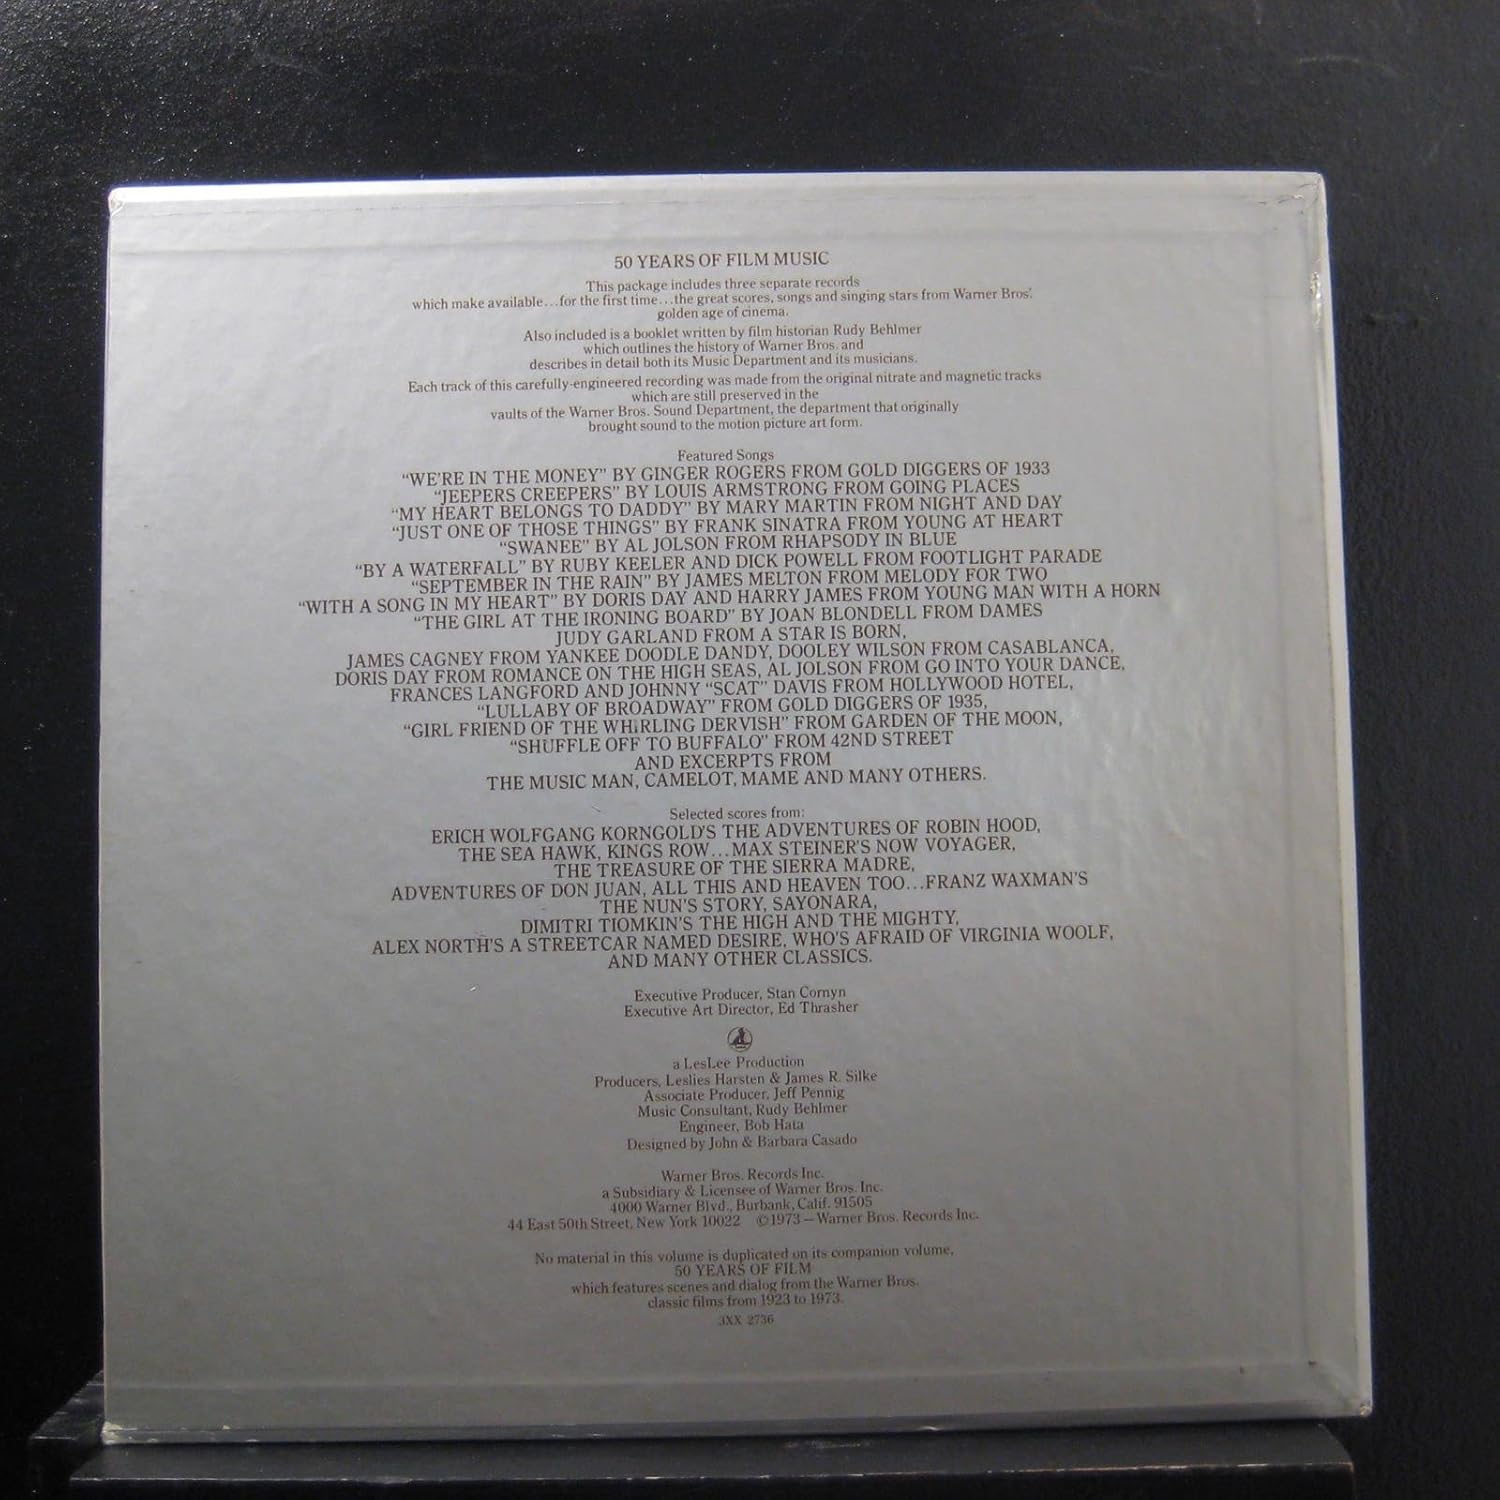 50 YEARS OF FILM MUSIC
This package includes three separate records
which make available...for the first time...the great scores, songs and singing stars from Warner Bros'.
golden age of cinema.
Also included is a booklet written by film historian Rudy Behlmer
which outlines the history of Warner Bros. and
describes in detail both its Music Department and its musicians.
Each track of this carefully-engineered recording was made from the original nitrate and magnetic tracks
which are still preserved in the
vaults of the Warner Bros. Sound Department, the department that originally
brought sound to the motion picture art form.
Featured Songs
“WE'RE IN THE MONEY” BY GINGER ROGERS FROM GOLD DIGGERS OF 1933
“JEEPERS CREEPERS” BY LOUIS ARMSTRONG FROM GOING PLACES
“MY HEART BELONGS TO DADDY” BY MARY MARTIN FROM NIGHT AND DAY
“JUST ONE OF THOSE THINGS” BY FRANK SINATRA FROM YOUNG AT HEART
“SWANEE” BY AL JOLSON FROM RHAPSODY IN BLUE
“BY A WATERFALL” BY RUBY KEELER AND DICK POWELL FROM FOOTLIGHT PARADE
“SEPTEMBER IN THE RAIN” BY JAMES MELTON FROM MELODY FOR TWO
“WITH A SONG IN MY HEART” BY DORIS DAY AND HARRY JAMES FROM YOUNG MAN WITH A HORN
“THE GIRL AT THE IRONING BOARD” BY JOAN BLONDELL FROM DAMES
JUDY GARLAND FROM A STAR IS BORN,
JAMES CAGNEY FROM YANKEE DOODLE DANDY, DOOLEY WILSON FROM CASABLANCA,
DORIS DAY FROM ROMANCE ON THE HIGH SEAS, AL JOLSON FROM GO INTO YOUR DANCE,
FRANCES LANGFORD AND JOHNNY “SCAT” DAVIS FROM HOLLYWOOD HOTEL,
“LULLABY OF BROADWAY” FROM GOLD DIGGERS OF 1935,
“GIRL FRIEND OF THE WHIRLING DERVISH” FROM GARDEN OF THE MOON,
“SHUFFLE OFF TO BUFFALO” FROM 42ND STREET
AND EXCERPTS FROM
THE MUSIC MAN, CAMELOT, MAME AND MANY OTHERS.
Selected scores from:
ERICH WOLFGANG KORNGOLD'S THE ADVENTURES OF ROBIN HOOD,
THE SEA HAWK, KINGS ROW...MAX STEINER'S NOW VOYAGER,
THE TREASURE OF THE SIERRA MADRE,
ADVENTURES OF DON JUAN, ALL THIS AND HEAVEN TOO...FRANZ WAXMAN'S
THE NUN'S STORY, SAYONARA,
DIMITRI TIOMKIN'S THE HIGH AND THE MIGHTY,
ALEX NORTH'S A STREETCAR NAMED DESIRE, WHO'S AFRAID OF VIRGINIA WOOLF,
AND MANY OTHER CLASSICS.
Executive Producer, Stan Cornyn
Executive Art Director, Ed Thrasher
a LesLee Production
Producers, Leslies Harsten & James R. Silke
Associate Producer, Jeff Pennig
Music Consultant, Rudy Behlmer
Engineer, Bob Hata
Designed by John & Barbara Casado
Warner Bros. Records Inc.
a Subsidiary & Licensee of Warner Bros. Inc.
4000 Warner Blvd., Burbank, Calif. 91505
44 East 50th Street, New York 10022 ©1973 – Warner Bros. Records Inc.
No material in this volume is duplicated on its companion volume,
50 YEARS OF FILM
which features scenes and dialog from the Warner Bros.
classic films from 1923 to 1973.
3XX 2736